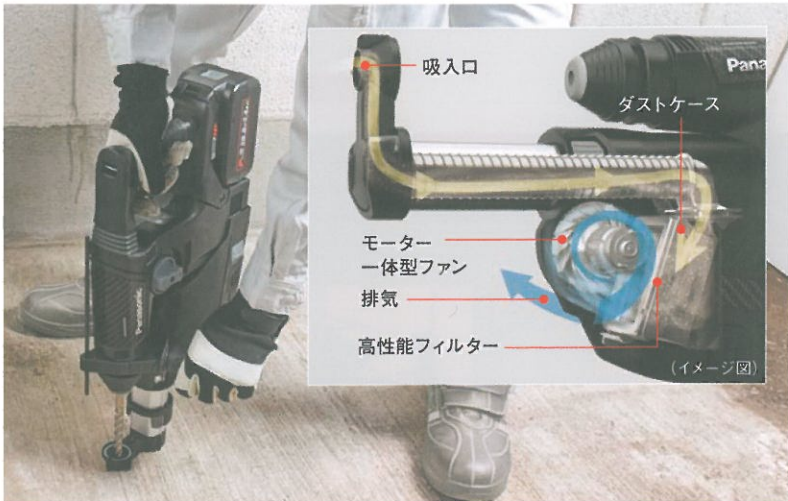 吸入口
Pana
ダストケース
モーター
一体型ファン
排気
高性能フィルター
(イメージ図)
Panasonic